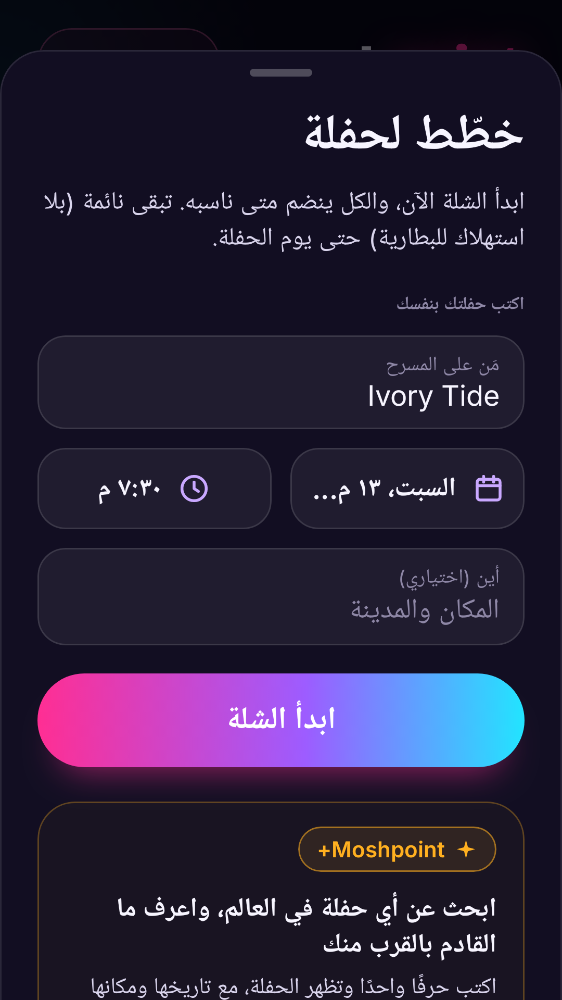 خطّط لحفلة
ابدأ الشلة الآن، والكل ينضم متى ناسبه. تبقى نائمة (بلا
استهلاك للبطارية) حتى يوم الحفلة.
اكتب حفلتك بنفسك
مَن على المسرح
Ivory Tide
السبت، ١٣ م...
٧:٣٠ م
أين (اختياري)
المكان والمدينة
ابدأ الشلة
Moshpoint+
ابحث عن أي حفلة في العالم، واعرف ما
القادم بالقرب منك
اكتب حرفًا واحدًا وتظهر الحفلة، مع تاريخها ومكانها